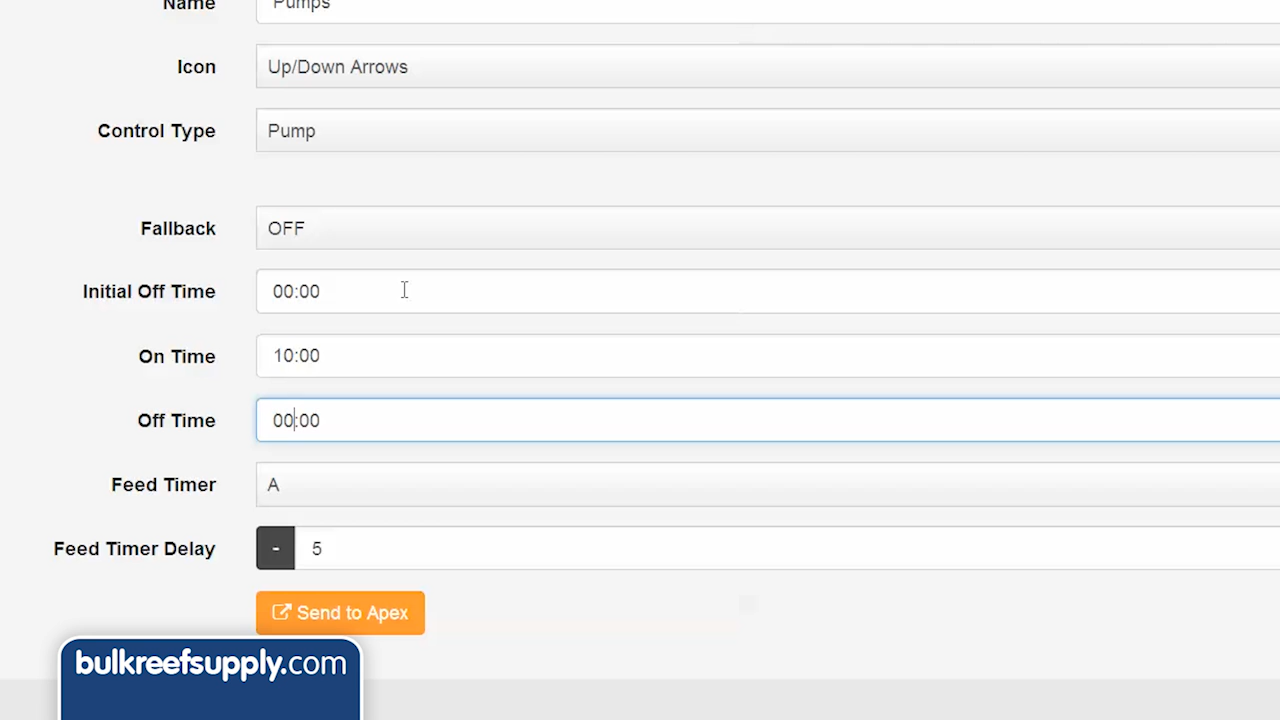 Name Pumps
Icon Up/Down Arrows
Control Type Pump
Fallback OFF
Initial Off Time 00:00
On Time 10:00
Off Time 00:00
Feed Timer A
Feed Timer Delay - 5
Send to Apex
bulkreefsupply.com